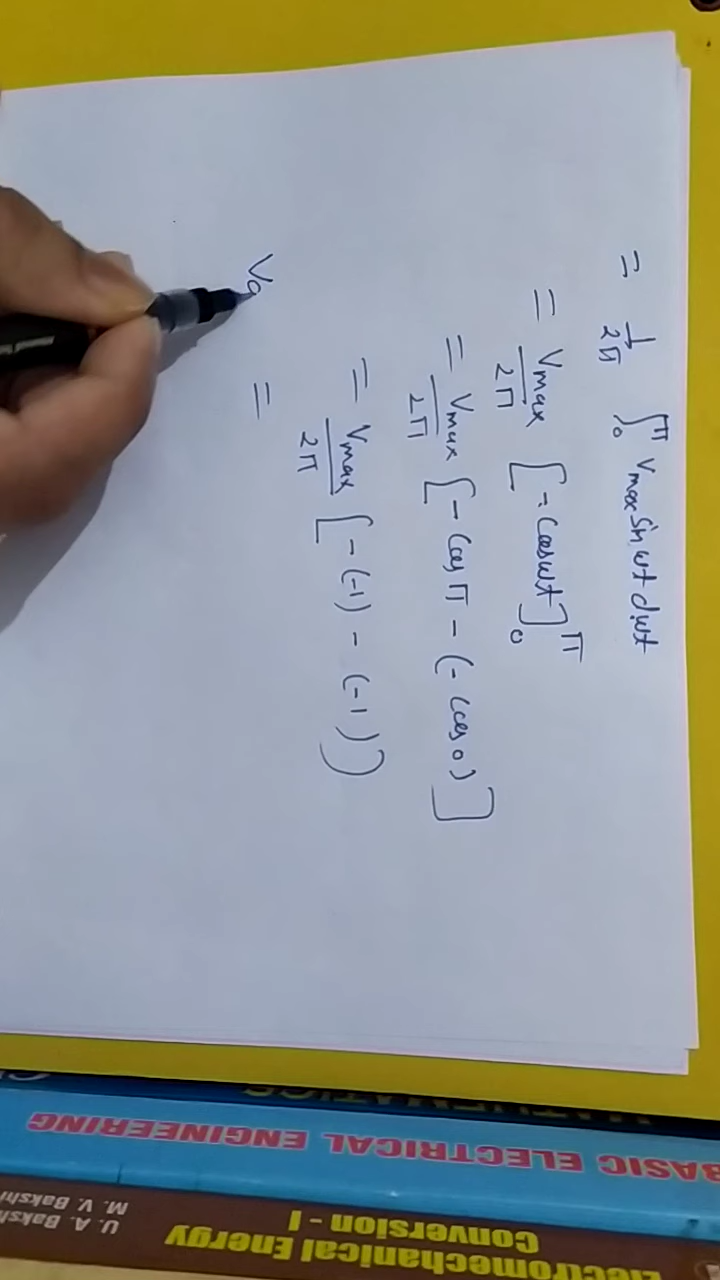 = 1/2π ∫₀^π Vmax sin ωt dωt
= Vmax/2π [- cos ωt]₀^π
= Vmax/2π [- cos π - (- cos 0)]
= Vmax/2π [- (-1) - (-1))
Va =
MATHEMATICS
BASIC ELECTRICAL ENGINEERING
Electromechanical Energy
Conversion - I
U. A. Bakshi
M. V. Bakshi